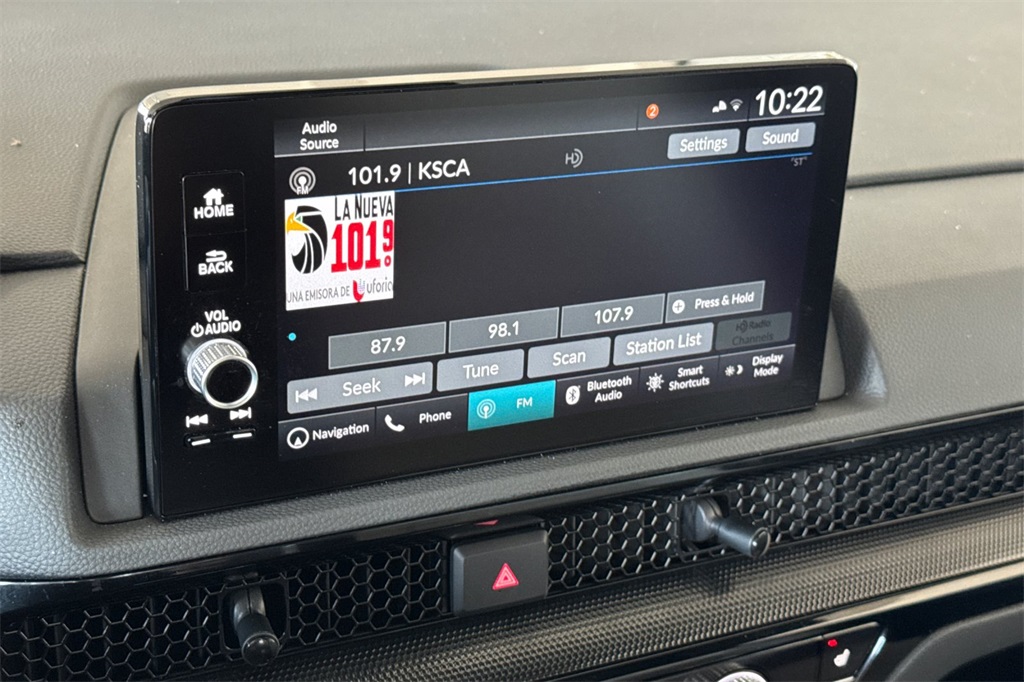 Audio
Source
2
10:22
Settings
Sound
FM
101.9 | KSCA
HD
"ST"
HOME
BACK
VOL
AUDIO
LA NUEVA
101.9
UNA EMISORA DE uforia
87.9
98.1
107.9
Press & Hold
Seek
Tune
Scan
Station List
HD Radio
Channels
Navigation
Phone
FM
Bluetooth
Audio
Smart
Shortcuts
Display
Mode